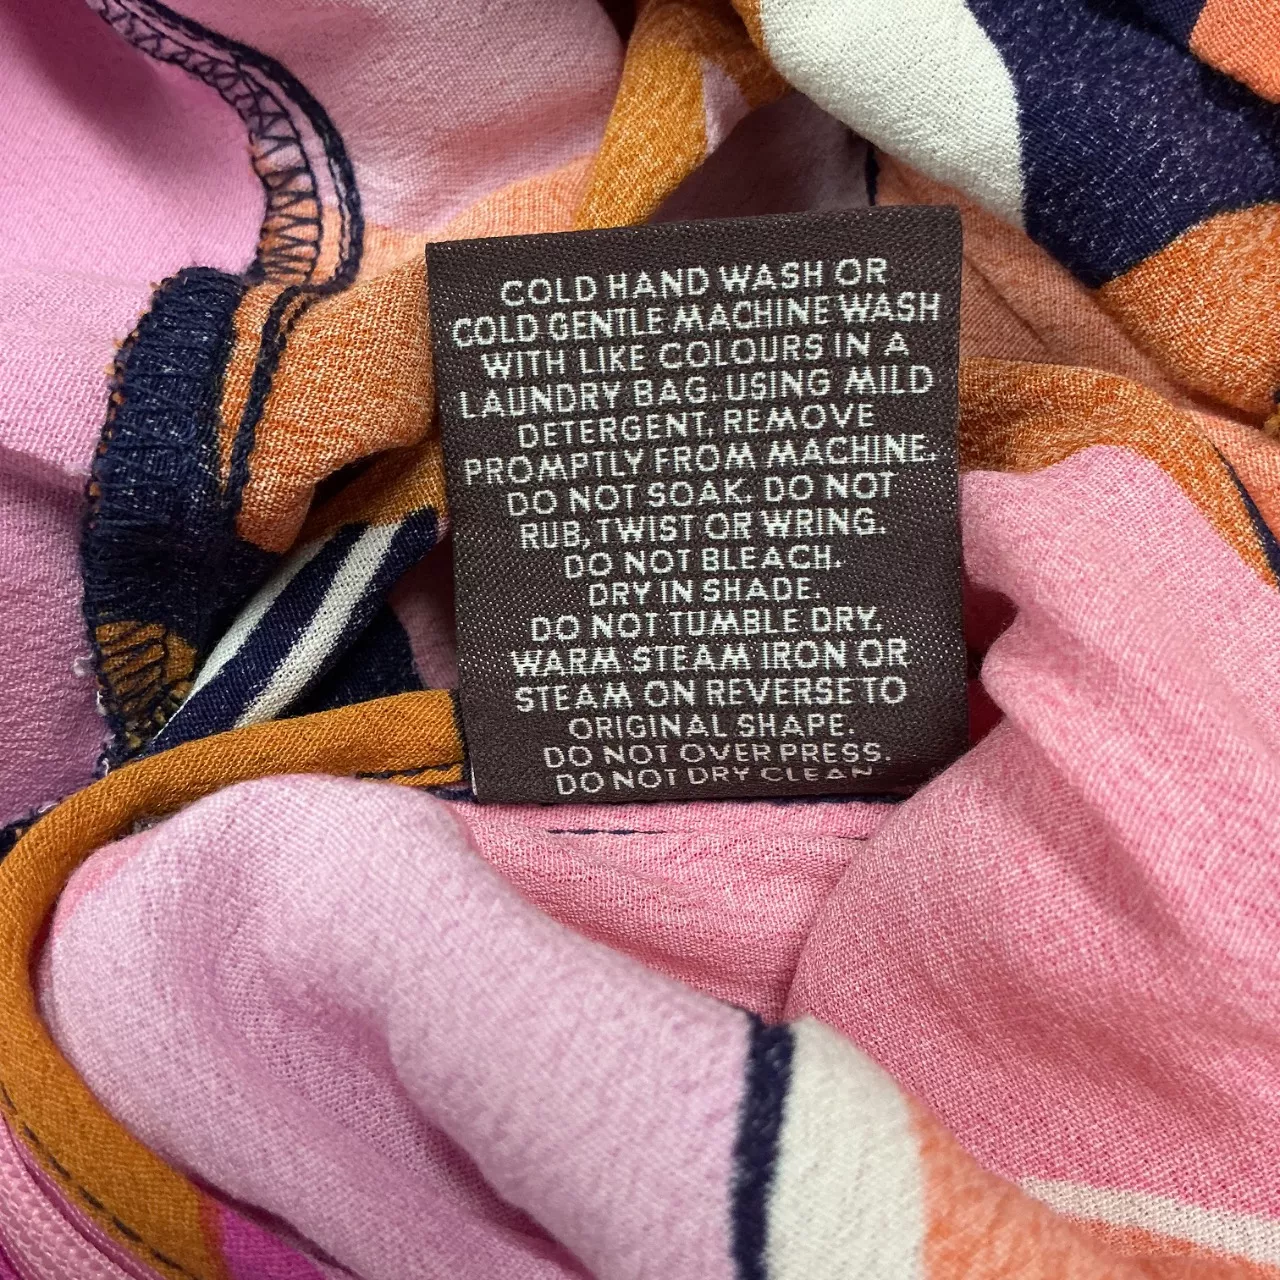 COLD HAND WASH OR
COLD GENTLE MACHINE WASH
WITH LIKE COLOURS IN A
LAUNDRY BAG. USING MILD
DETERGENT. REMOVE
PROMPTLY FROM MACHINE.
DO NOT SOAK. DO NOT
RUB, TWIST OR WRING.
DO NOT BLEACH.
DRY IN SHADE.
DO NOT TUMBLE DRY.
WARM STEAM IRON OR
STEAM ON REVERSE TO
ORIGINAL SHAPE.
DO NOT OVER PRESS.
DO NOT DRY CLEAN